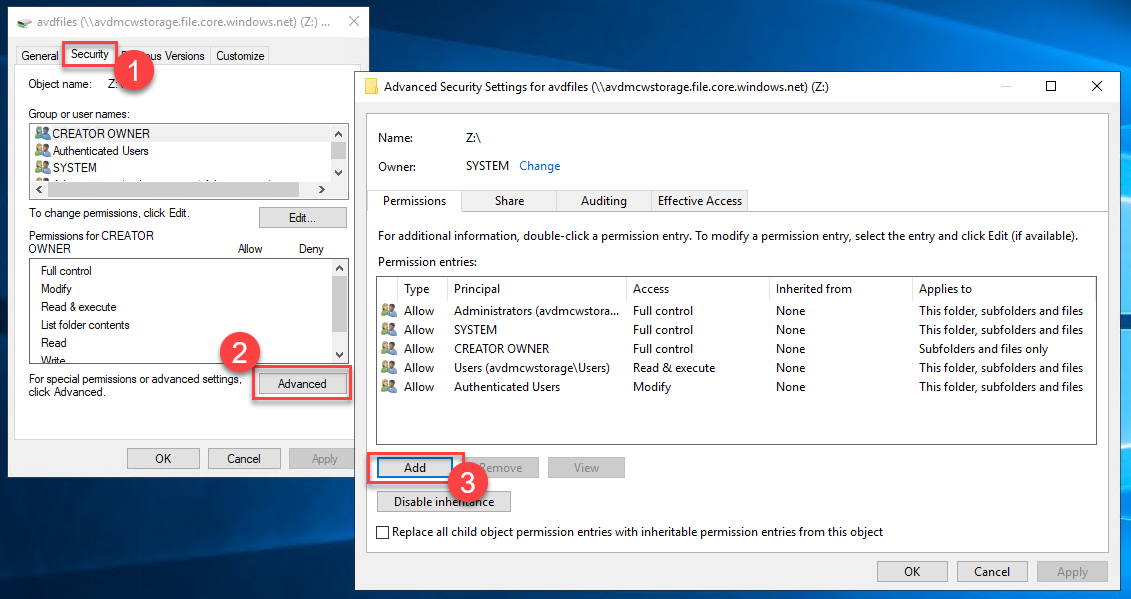 avdfiles (\\avdmcwstorage.file.core.windows.net) (Z:) ...
General
Security
ous Versions
Customize
1
Object name:
Z:
Group or user names:
CREATOR OWNER
Authenticated Users
SYSTEM
To change permissions, click Edit.
Edit...
Permissions for CREATOR
OWNER
Allow
Deny
Full control
Modify
Read & execute
List folder contents
Read
Write
2
For special permissions or advanced settings,
click Advanced.
Advanced
OK
Cancel
Apply
Advanced Security Settings for avdfiles (\\avdmcwstorage.file.core.windows.net) (Z:)
Name:
Z:\
Owner:
SYSTEM Change
Permissions
Share
Auditing
Effective Access
For additional information, double-click a permission entry. To modify a permission entry, select the entry and click Edit (if available).
Permission entries:
Type Principal Access Inherited from Applies to
Allow Administrators (avdmcwstora... Full control None This folder, subfolders and files
Allow SYSTEM Full control None This folder, subfolders and files
Allow CREATOR OWNER Full control None Subfolders and files only
Allow Users (avdmcwstorage\Users) Read & execute None This folder, subfolders and files
Allow Authenticated Users Modify None This folder, subfolders and files
Add
Remove
View
3
Disable inheritance
Replace all child object permission entries with inheritable permission entries from this object
OK
Cancel
Apply